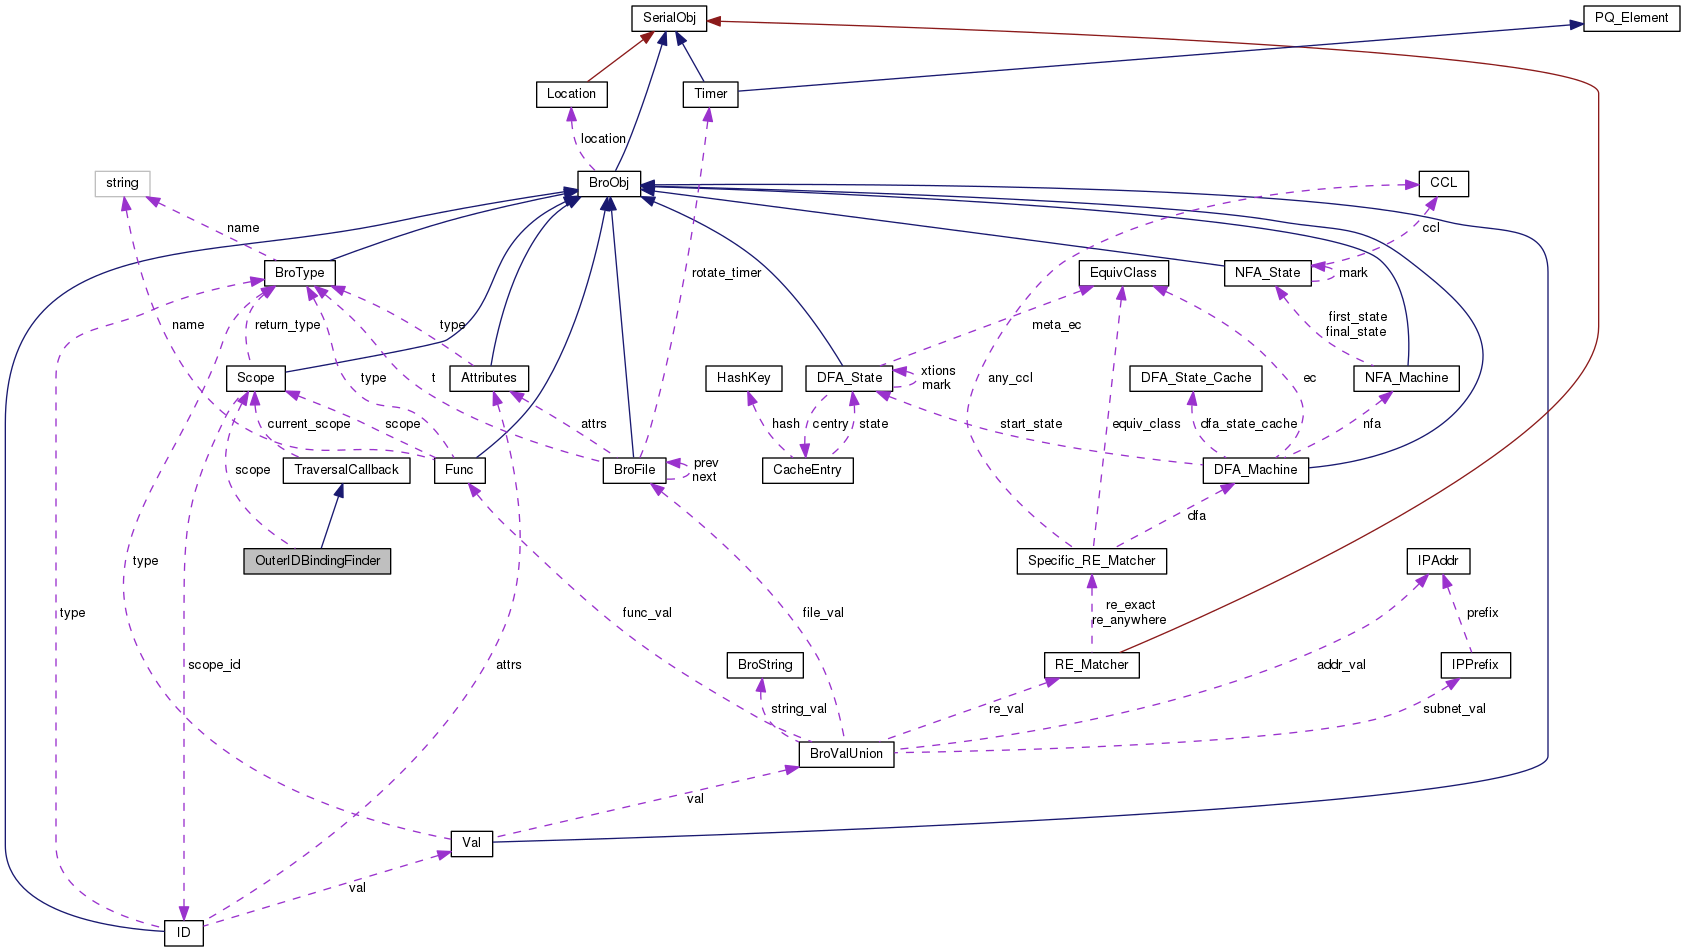 SerialObj
PQ_Element
Location
Timer
location
string
BroObj
CCL
name
ccl
BroType
rotate_timer
EquivClass
NFA_State
mark
name
return_type
type
meta_ec
first_state
final_state
Scope
type
t
Attributes
HashKey
DFA_State
xtions
mark
any_ccl
DFA_State_Cache
ec
NFA_Machine
current_scope
scope
attrs
hash
centry
state
start_state
equiv_class
dfa_state_cache
nfa
scope
TraversalCallback
Func
BroFile
prev
next
CacheEntry
DFA_Machine
dfa
OuterIDBindingFinder
type
Specific_RE_Matcher
IPAddr
type
func_val
file_val
re_exact
re_anywhere
prefix
scope_id
attrs
BroString
RE_Matcher
addr_val
IPPrefix
string_val
re_val
subnet_val
BroValUnion
val
Val
val
ID